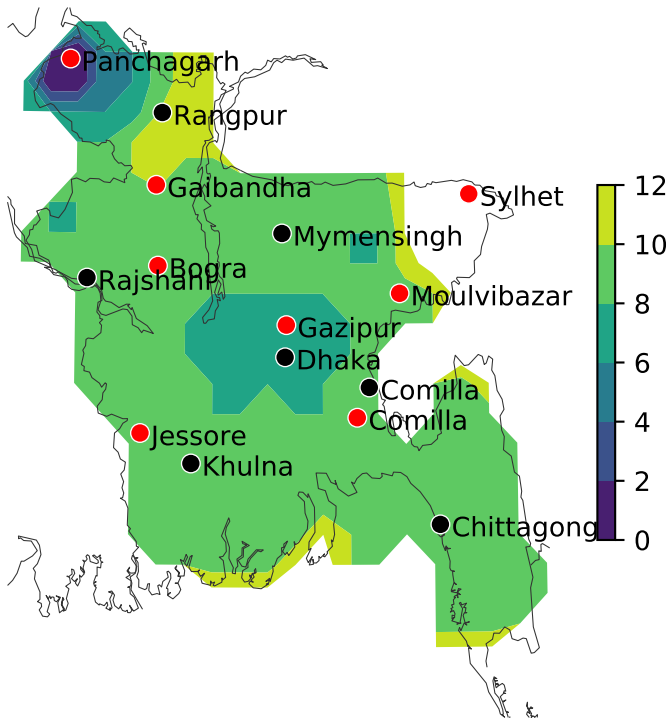 Panchagarh
Rangpur
Gaibandha
Sylhet
Mymensingh
Bogra
Rajshahi
Moulvibazar
Gazipur
Dhaka
Comilla
Comilla
Jessore
Khulna
Chittagong
12
10
8
6
4
2
0